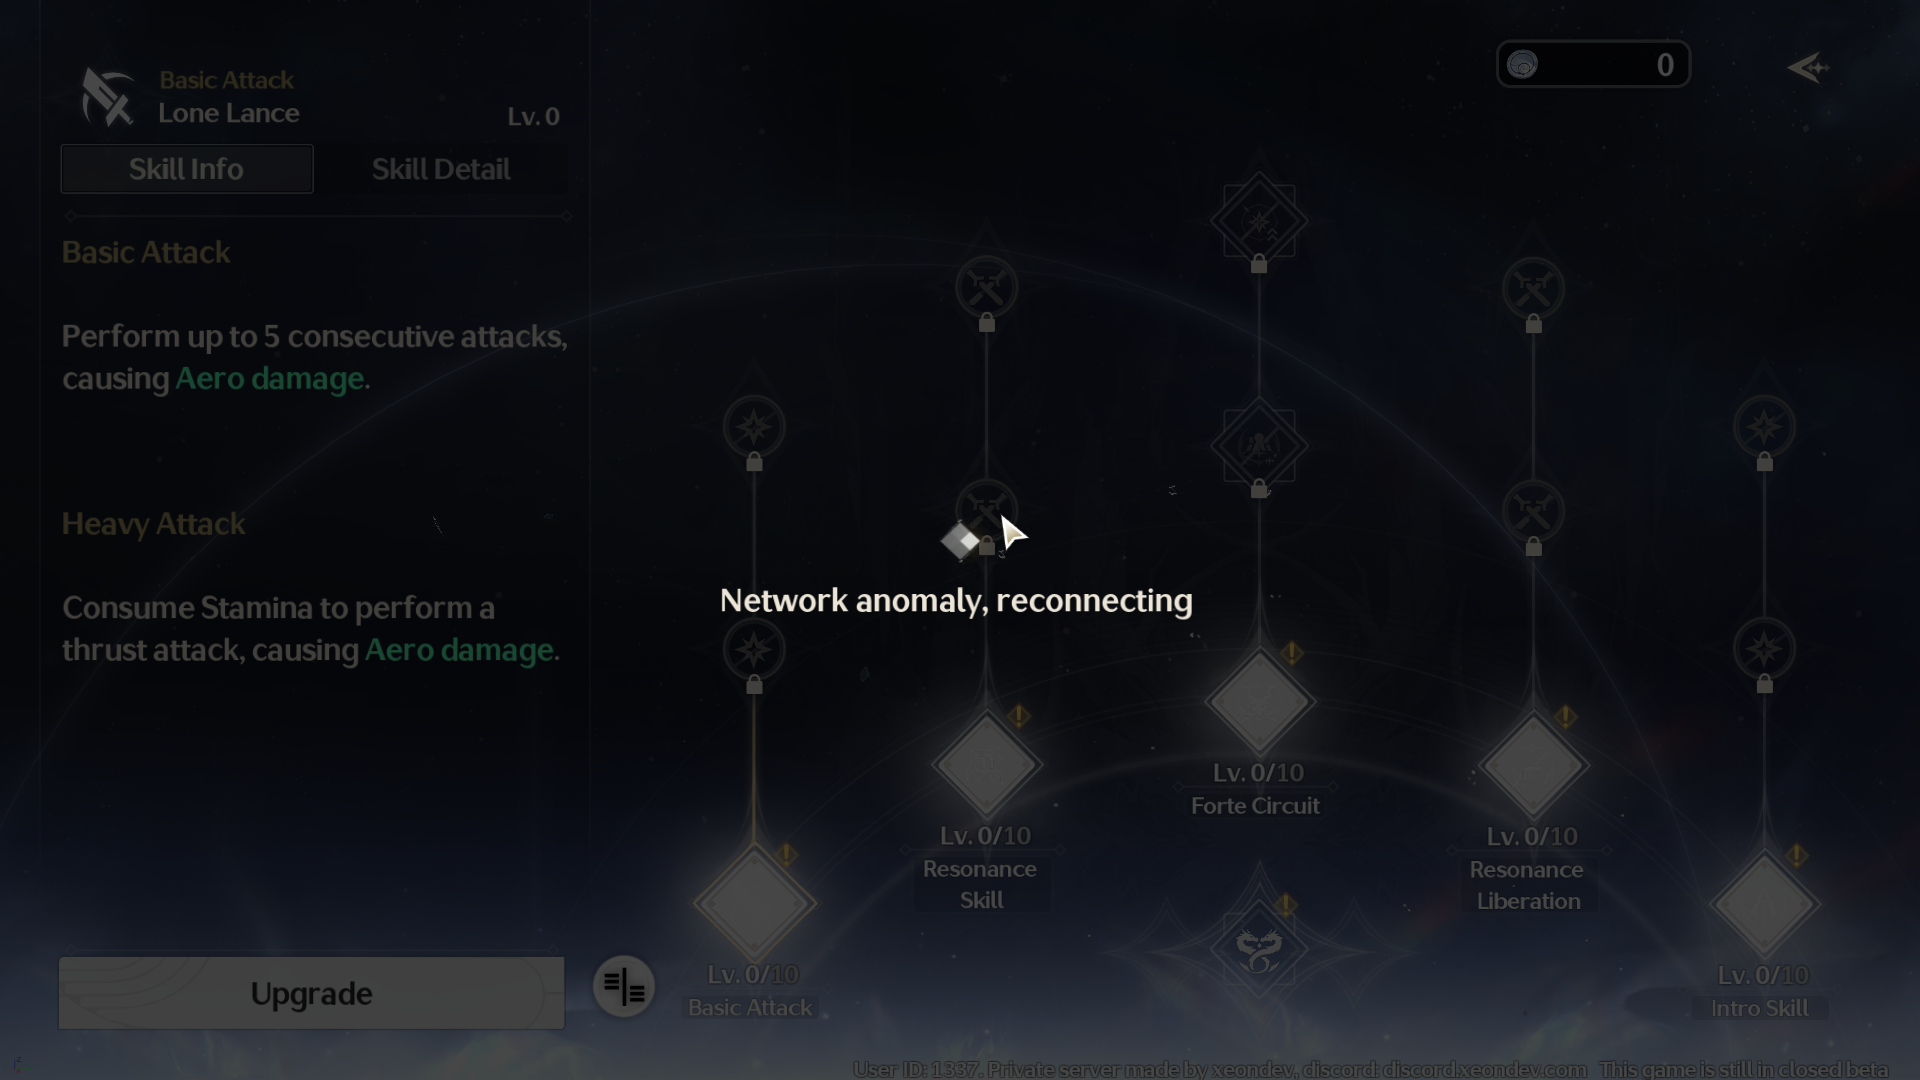 Basic Attack
Lone Lance
Lv. 0
0
Skill Info
Skill Detail
Basic Attack
Perform up to 5 consecutive attacks,
causing Aero damage.
Heavy Attack
Consume Stamina to perform a
thrust attack, causing Aero damage.
Network anomaly, reconnecting
Lv. 0/10
Basic Attack
Lv. 0/10
Resonance
Skill
Lv. 0/10
Forte Circuit
Lv. 0/10
Resonance
Liberation
Lv. 0/10
Intro Skill
Upgrade
User ID: 1337. Private server made by xeondev, discord: discord.xeondev.com This game is still in closed beta